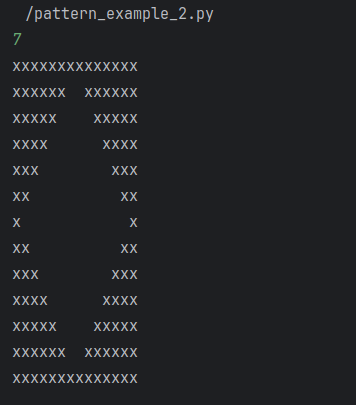 /pattern_example_2.py
7
xxxxxxxxxxxxxx
xxxxxx  xxxxxx
xxxxx    xxxxx
xxxx      xxxx
xxx        xxx
xx          xx
x            x
xx          xx
xxx        xxx
xxxx      xxxx
xxxxx    xxxxx
xxxxxx  xxxxxx
xxxxxxxxxxxxxx